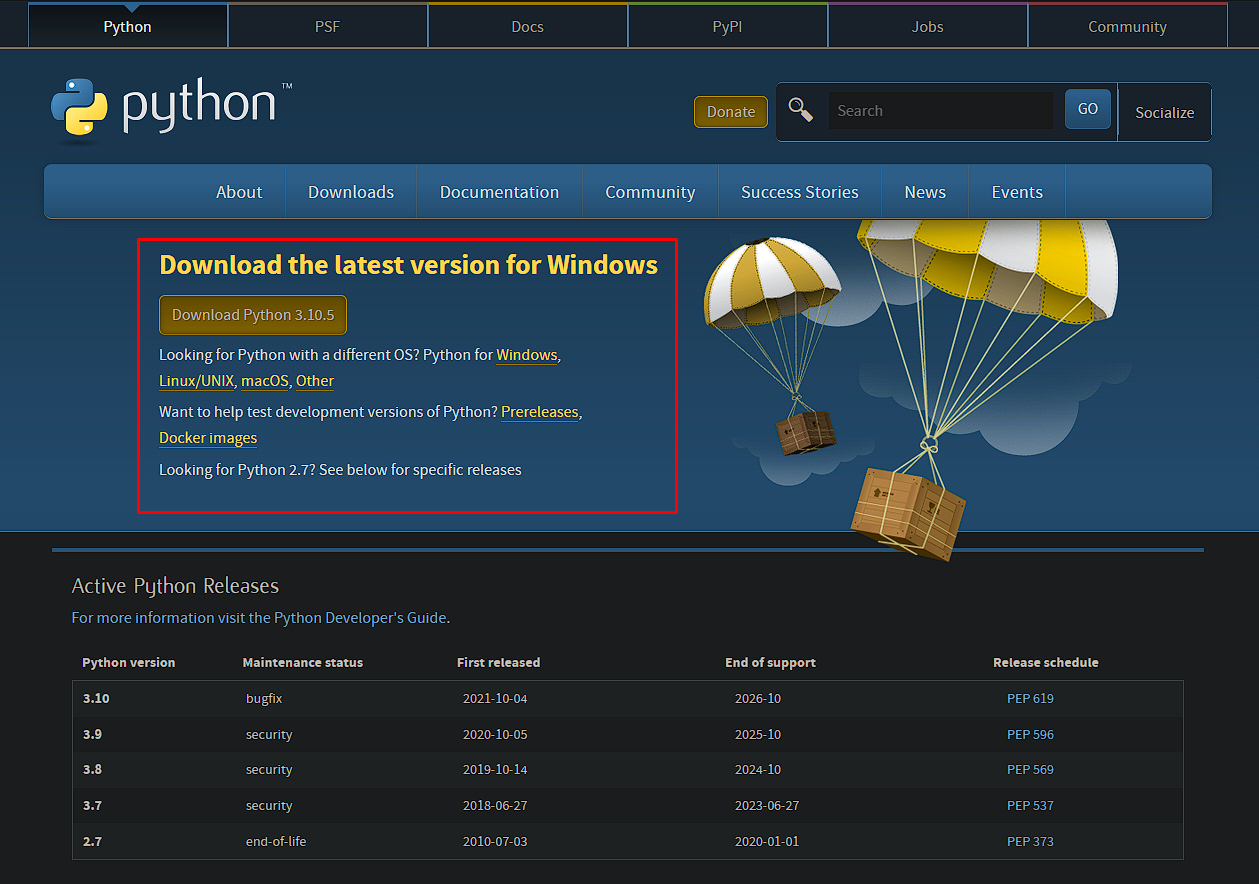 Python PSF Docs PyPI Jobs Community
python™
Donate Search GO Socialize
About Downloads Documentation Community Success Stories News Events
Download the latest version for Windows
Download Python 3.10.5
Looking for Python with a different OS? Python for Windows,
Linux/UNIX, macOS, Other
Want to help test development versions of Python? Prereleases,
Docker images
Looking for Python 2.7? See below for specific releases
Active Python Releases
For more information visit the Python Developer's Guide.
Python version Maintenance status First released End of support Release schedule
3.10 bugfix 2021-10-04 2026-10 PEP 619
3.9 security 2020-10-05 2025-10 PEP 596
3.8 security 2019-10-14 2024-10 PEP 569
3.7 security 2018-06-27 2023-06-27 PEP 537
2.7 end-of-life 2010-07-03 2020-01-01 PEP 373